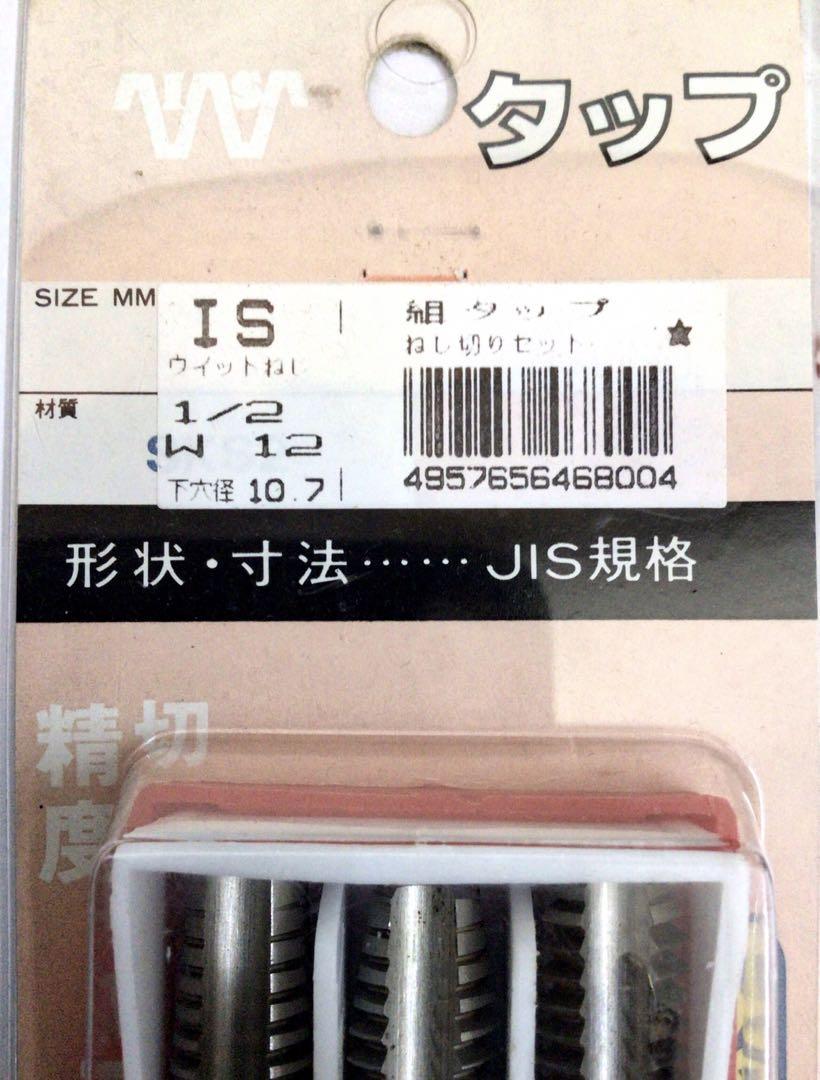 タップ
SIZE MM
IS
組タップ
ねじ切りセット
ウイットねじ
材質
1/2
W 12
下穴径 10.7
4957656468004
形状・寸法……JIS規格
切
精度